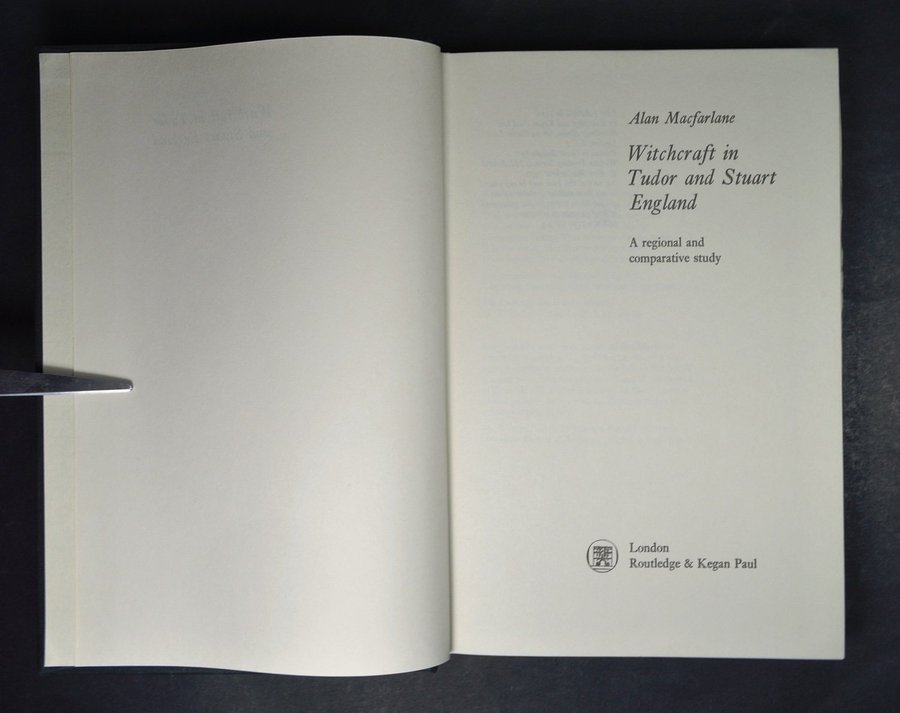 Alan Macfarlane
Witchcraft in
Tudor and Stuart
England
A regional and
comparative study
London
Routledge & Kegan Paul